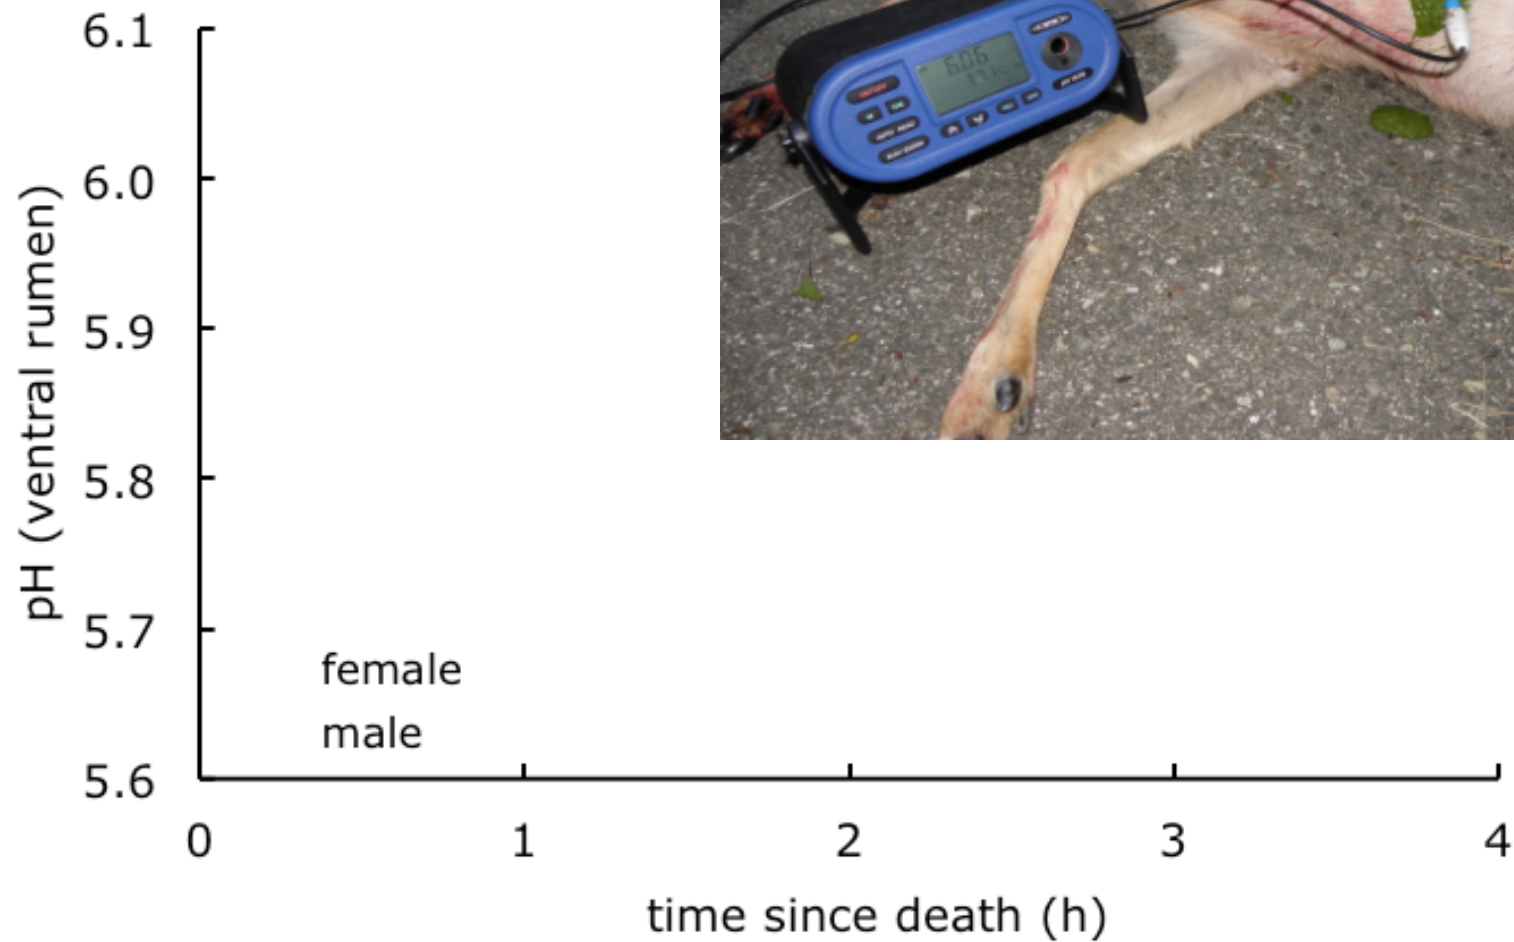 6.1
6.0
5.9
5.8
5.7
5.6
pH (ventral rumen)
female
male
0 1 2 3 4
time since death (h)
6.06